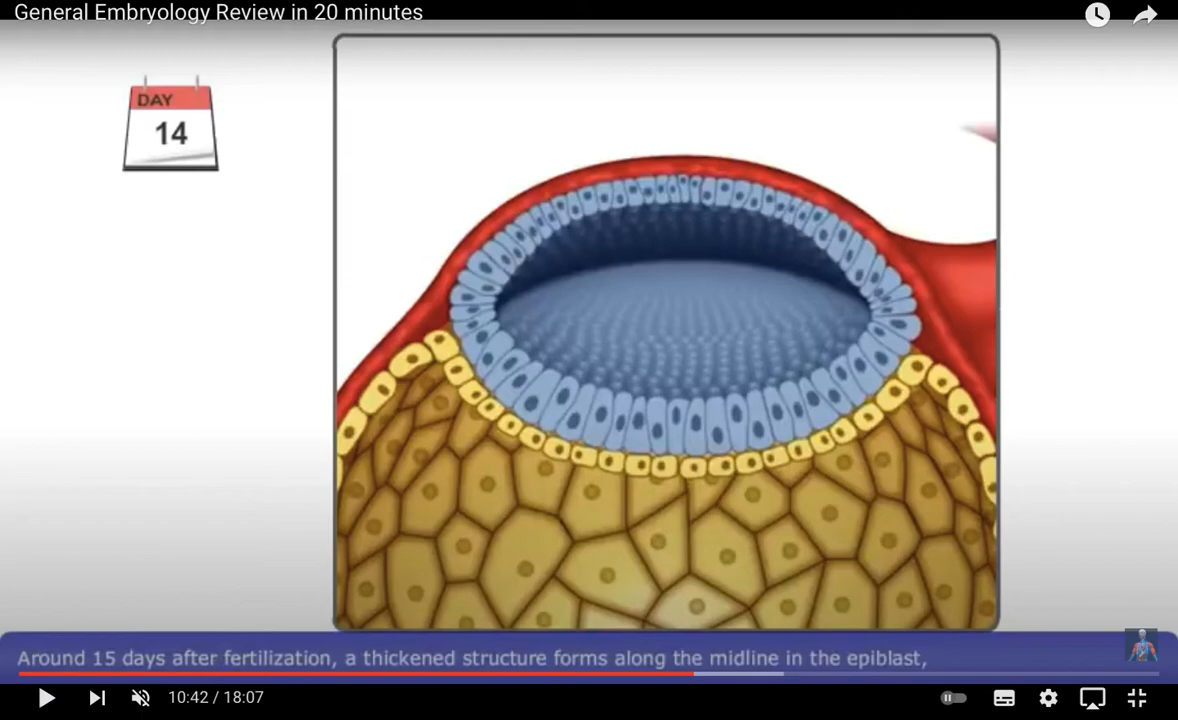 General Embryology Review in 20 minutes
DAY
14
Around 15 days after fertilization, a thickened structure forms along the midline in the epiblast,
10:42 / 18:07